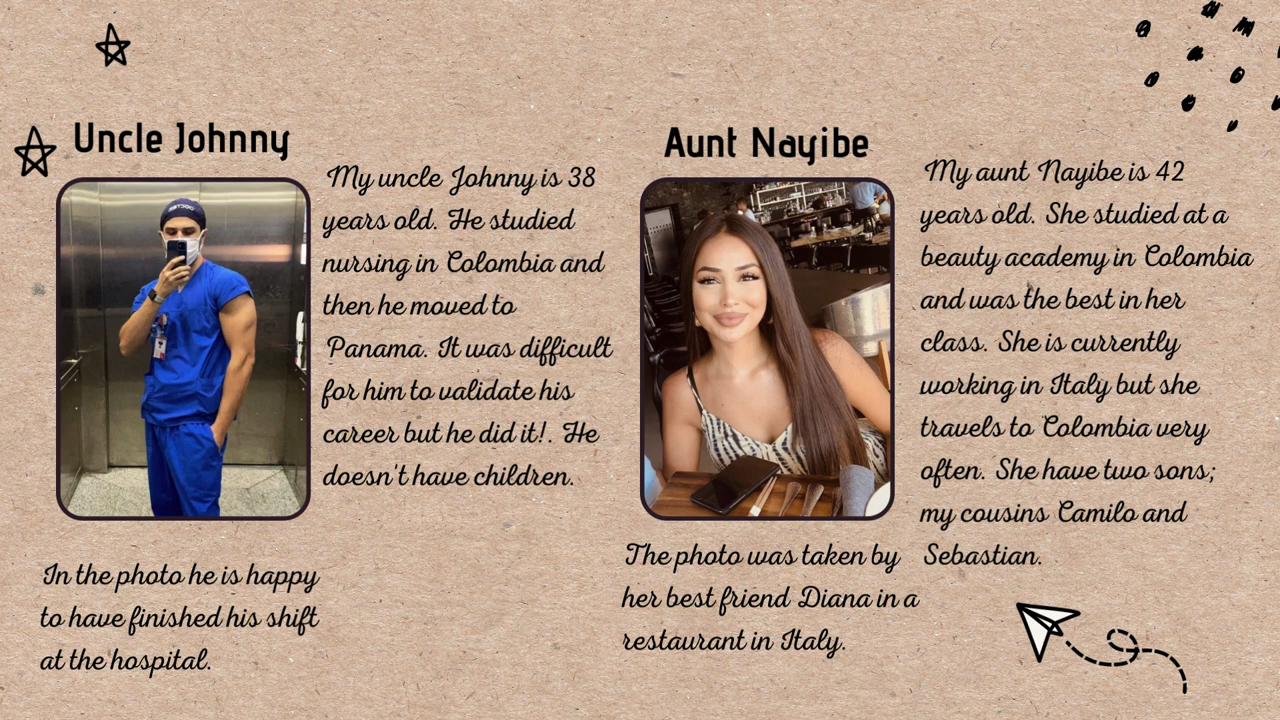 Uncle Johnny
My uncle Johnny is 38
years old. He studied
nursing in Colombia and
then he moved to
Panama. It was difficult
for him to validate his
career but he did it!. He
doesn't have children.
In the photo he is happy
to have finished his shift
at the hospital.
Aunt Nayibe
My aunt Nayibe is 42
years old. She studied at a
beauty academy in Colombia
and was the best in her
class. She is currently
working in Italy but she
travels to Colombia very
often. She have two sons;
my cousins Camilo and
Sebastian.
The photo was taken by
her best friend Diana in a
restaurant in Italy.